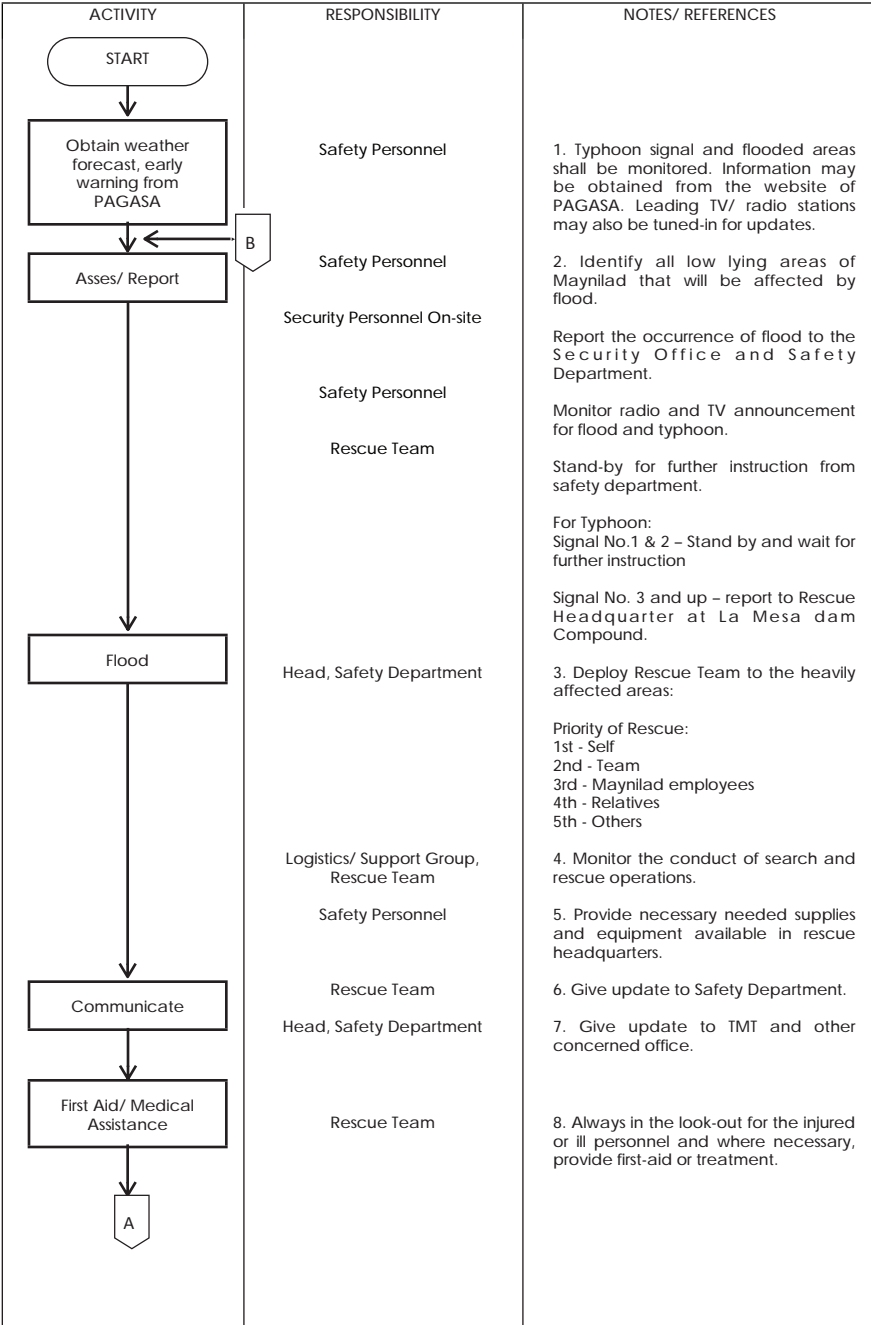 ACTIVITY
RESPONSIBILITY
NOTES/ REFERENCES
START
Obtain weather
forecast, early
warning from
PAGASA
Safety Personnel
1. Typhoon signal and flooded areas
shall be monitored. Information may
be obtained from the website of
PAGASA. Leading TV/ radio stations
may also be tuned-in for updates.
B
Asses/ Report
Safety Personnel
2. Identify all low lying areas of
Maynilad that will be affected by
flood.
Security Personnel On-site
Report the occurrence of flood to the
Security Office and Safety
Department.
Safety Personnel
Monitor radio and TV announcement
for flood and typhoon.
Rescue Team
Stand-by for further instruction from
safety department.
For Typhoon:
Signal No.1 & 2 – Stand by and wait for
further instruction
Signal No. 3 and up – report to Rescue
Headquarter at La Mesa dam
Compound.
Flood
Head, Safety Department
3. Deploy Rescue Team to the heavily
affected areas:
Priority of Rescue:
1st - Self
2nd - Team
3rd - Maynilad employees
4th - Relatives
5th - Others
Logistics/ Support Group,
Rescue Team
4. Monitor the conduct of search and
rescue operations.
Safety Personnel
5. Provide necessary needed supplies
and equipment available in rescue
headquarters.
Communicate
Rescue Team
6. Give update to Safety Department.
Head, Safety Department
7. Give update to TMT and other
concerned office.
First Aid/ Medical
Assistance
Rescue Team
8. Always in the look-out for the injured
or ill personnel and where necessary,
provide first-aid or treatment.
A